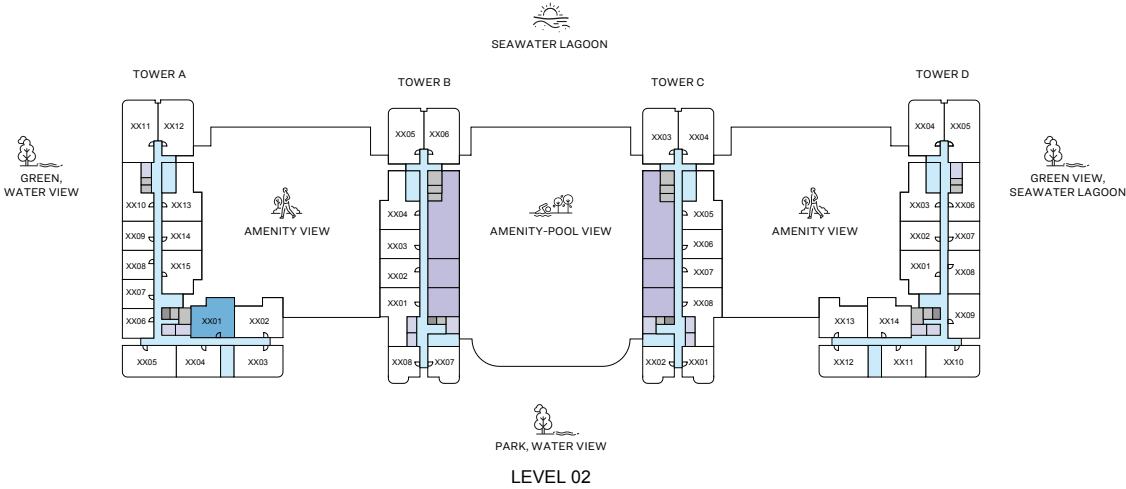 SEAWATER LAGOON
TOWER A
TOWER B
TOWER C
TOWER D
XX11
XX12
XX05
XX06
XX03
XX04
XX04
XX05
GREEN,
WATER VIEW
GREEN VIEW,
SEAWATER LAGOON
XX10
XX13
XX04
XX05
XX03
XX06
AMENITY VIEW
AMENITY-POOL VIEW
AMENITY VIEW
XX09
XX14
XX03
XX06
XX02
XX07
XX08
XX15
XX02
XX07
XX01
XX08
XX07
XX01
XX08
XX06
XX01
XX02
XX13
XX14
XX09
XX05
XX04
XX03
XX08
XX07
XX02
XX01
XX12
XX11
XX10
PARK, WATER VIEW
LEVEL 02